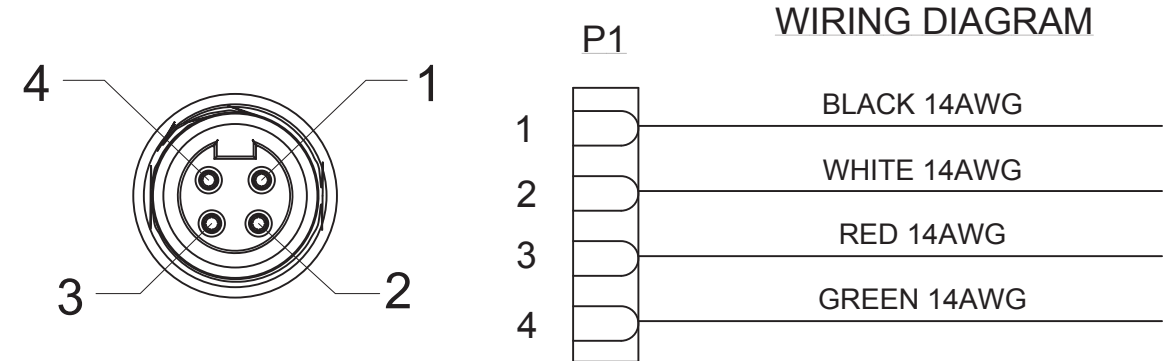 WIRING DIAGRAM
P1
4 1
3 2
1 BLACK 14AWG
2 WHITE 14AWG
3 RED 14AWG
4 GREEN 14AWG